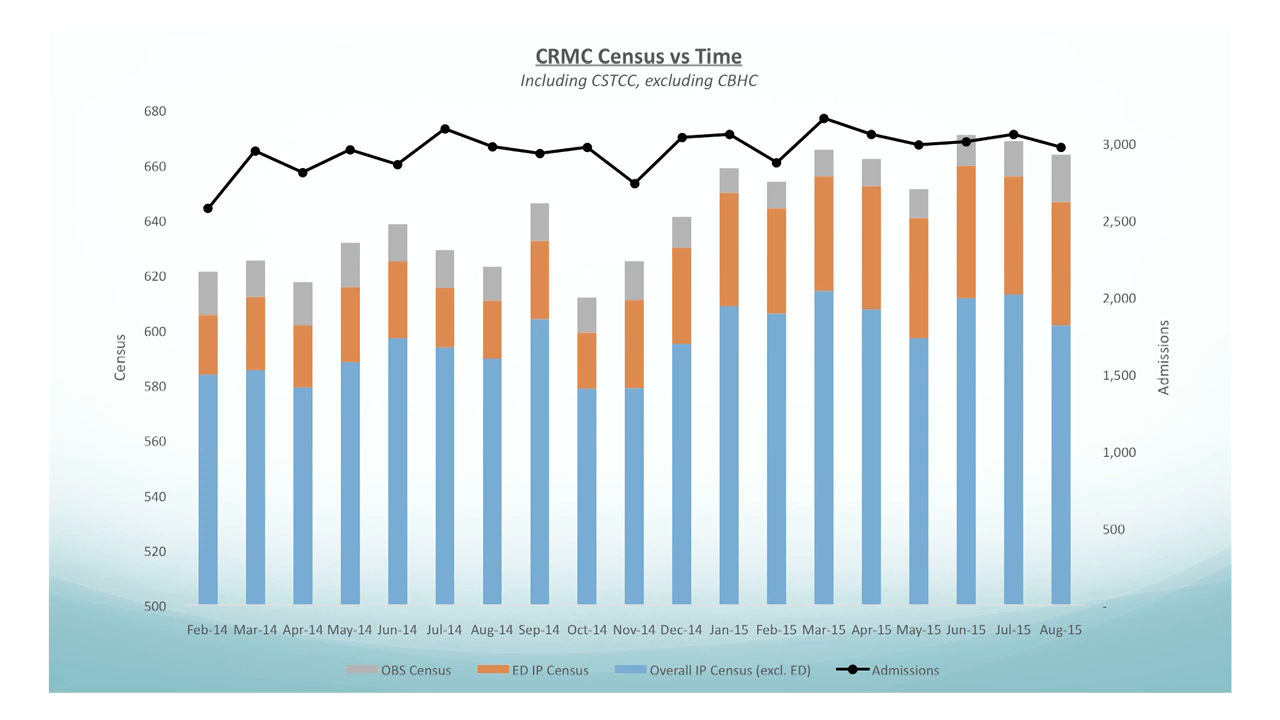 CRMC Census vs Time
Including CSTCC, excluding CBHC
680
660
640
620
600
580
560
540
520
500
Census
3,000
2,500
2,000
1,500
1,000
500
-
Admissions
Feb-14 Mar-14 Apr-14 May-14 Jun-14 Jul-14 Aug-14 Sep-14 Oct-14 Nov-14 Dec-14 Jan-15 Feb-15 Mar-15 Apr-15 May-15 Jun-15 Jul-15 Aug-15
OBS Census ED IP Census Overall IP Census (excl. ED) Admissions